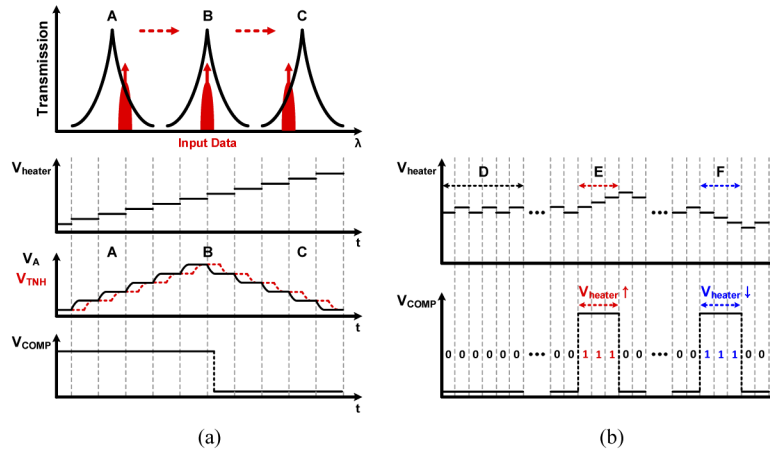 A B C
Transmission
Input Data
λ
Vheater
t
VA
VTNH
A B C
t
VCOMP
t
(a)
Vheater
D E F
••• •••
t
Vheater ↑ Vheater ↓
VCOMP
0 0 0 0 0 0 ••• 0 0 1 1 1 0 0 ••• 0 0 1 1 1 0 0
t
(b)